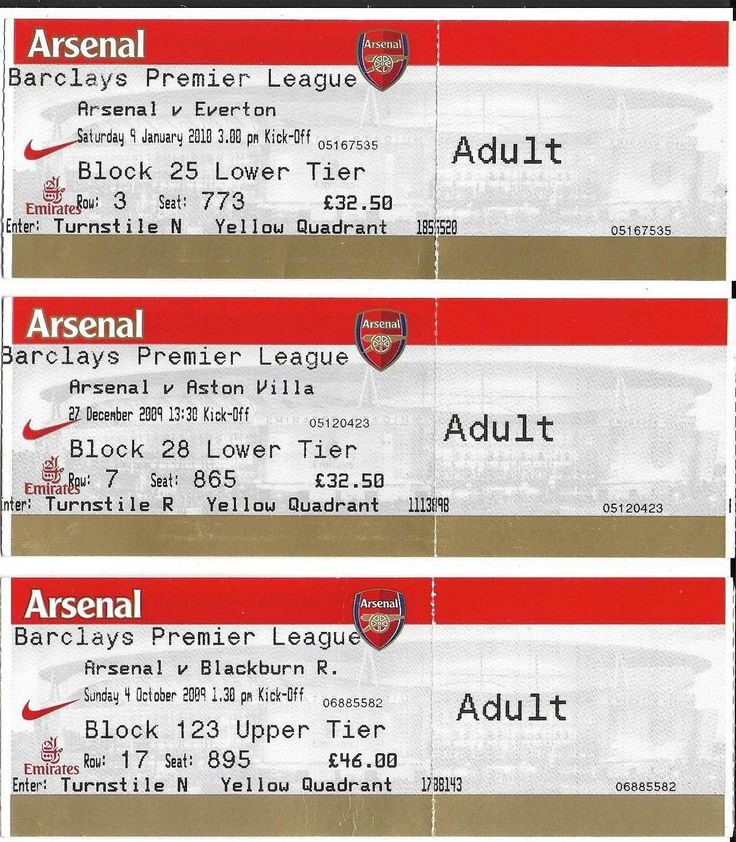 Arsenal
Arsenal
Barclays Premier League
Arsenal v Everton
Saturday 9 January 2010 3.00 pm Kick-Off 05167535
Adult
Block 25 Lower Tier
Emirates Row: 3 Seat: 773 £32.50
Enter: Turnstile N Yellow Quadrant 05167535
Arsenal
Arsenal
Barclays Premier League
Arsenal v Aston Villa
27 December 2009 13:30 Kick-Off 05120423
Adult
Block 28 Lower Tier
Emirates Row: 7 Seat: 865 £32.50
nter: Turnstile R Yellow Quadrant 05120423
Arsenal
Arsenal
Barclays Premier League
Arsenal v Blackburn R.
Sunday 4 October 2009 1.30 pm Kick-Off 06885582
Adult
Block 123 Upper Tier
Emirates Row: 17 Seat: 895 £46.00
Enter: Turnstile N Yellow Quadrant 06885582